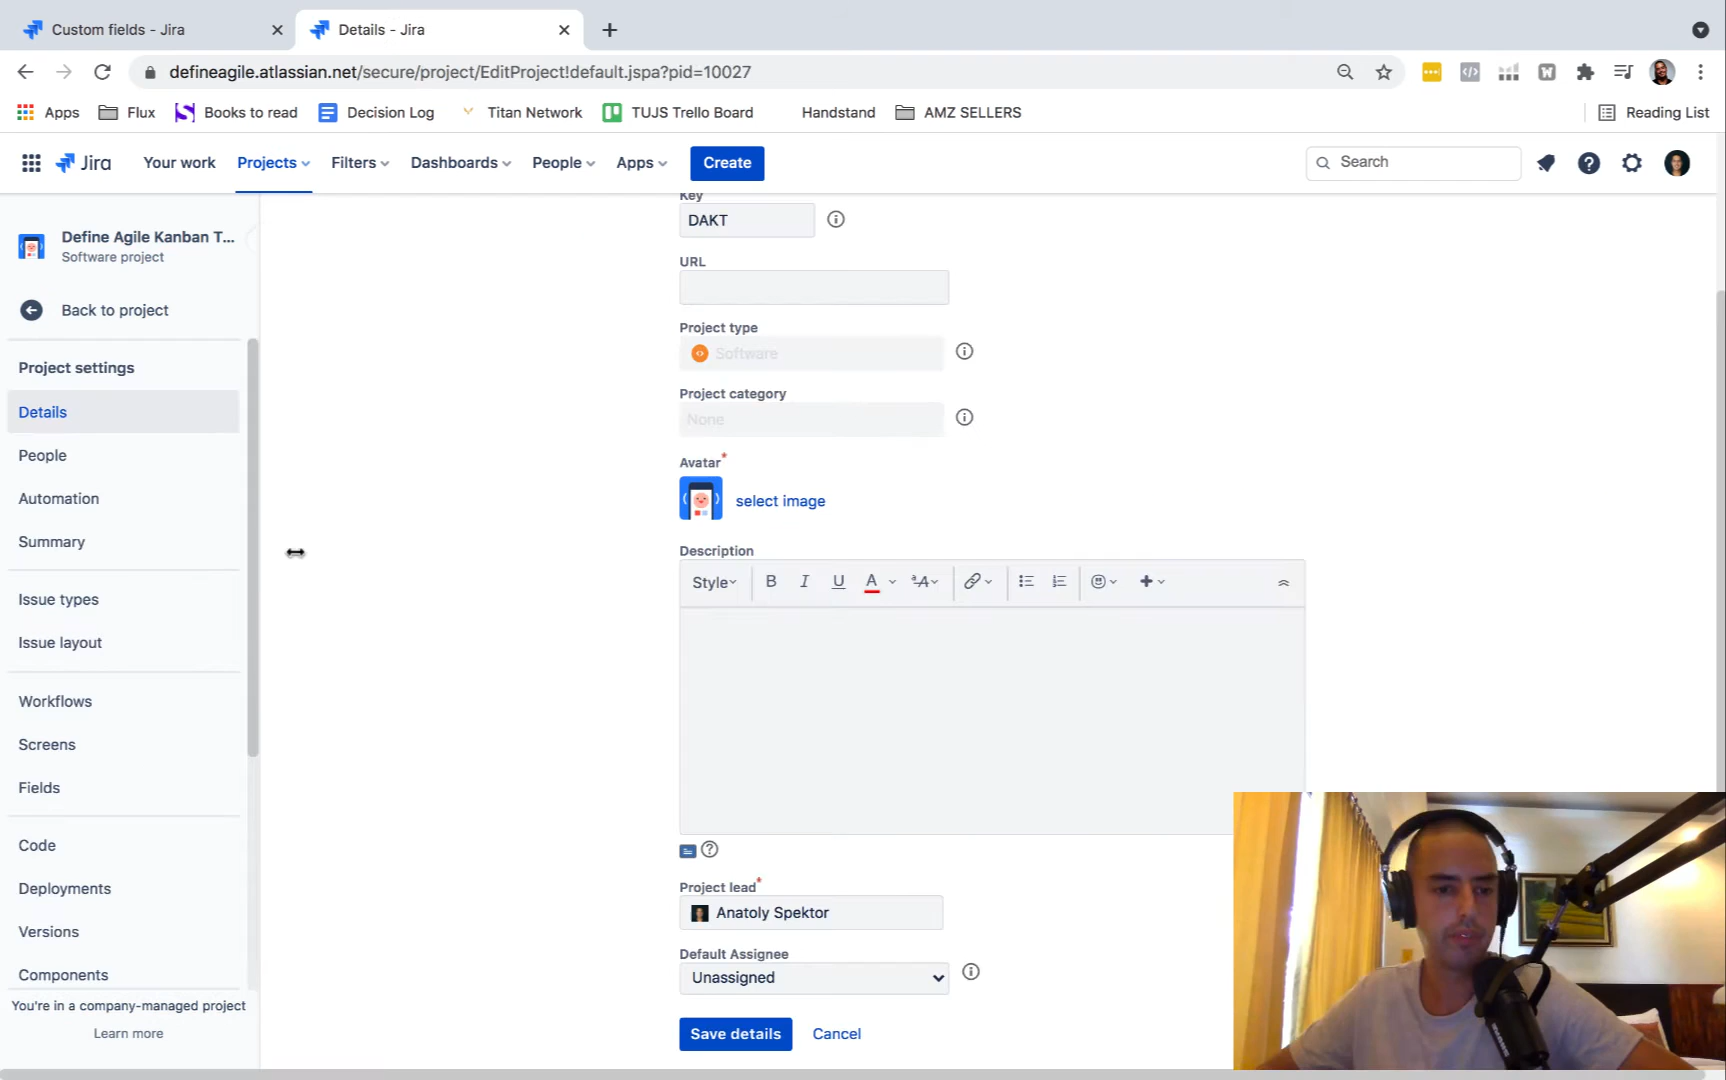 Custom fields - Jira
Details - Jira
defineagile.atlassian.net/secure/project/EditProject!default.jspa?pid=10027
Apps
Flux
Books to read
Decision Log
Titan Network
TUJS Trello Board
Handstand
AMZ SELLERS
Reading List
Jira
Your work
Projects
Filters
Dashboards
People
Apps
Create
Search
Define Agile Kanban T...
Software project
Back to project
Project settings
Details
People
Automation
Summary
Issue types
Issue layout
Workflows
Screens
Fields
Code
Deployments
Versions
Components
You're in a company-managed project
Learn more
Key
DAKT
URL
Project type
Software
Project category
None
Avatar*
select image
Description
Style
B I U A
Project lead*
Anatoly Spektor
Default Assignee
Unassigned
Save details
Cancel